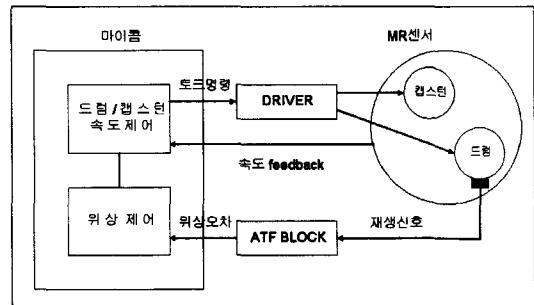 마이콤
MR센서
드럼/캡스턴
속도제어
토크명령
DRIVER
캡스턴
드럼
속도 feedback
위상 제어
위상오차
ATF BLOCK
재생신호